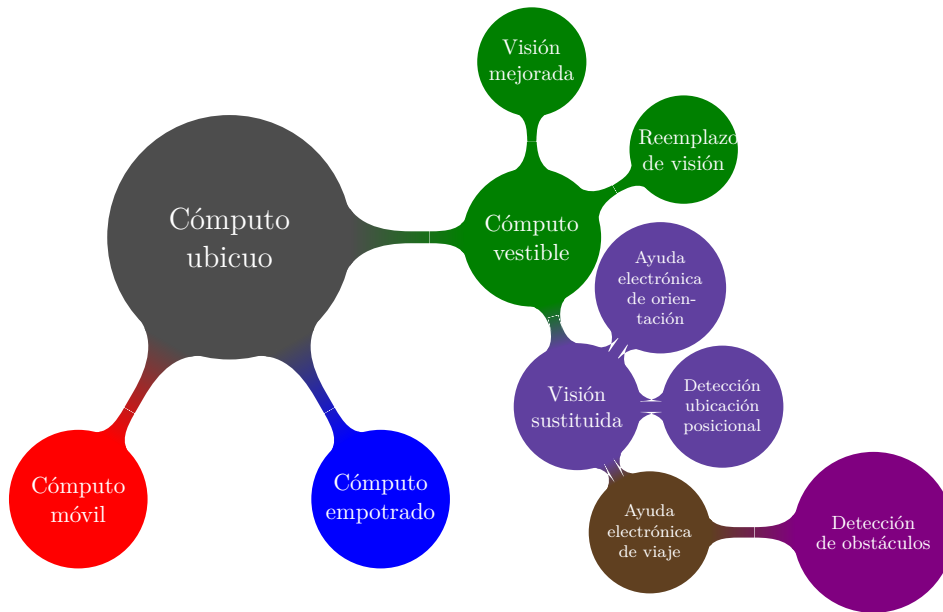 Visión
mejorada
Reemplazo
de visión
Cómputo
ubicuo
Cómputo
vestible
Ayuda
electrónica
de orien-
tación
Visión
sustituida
Detección
ubicación
posicional
Cómputo
móvil
Cómputo
empotrado
Ayuda
electrónica
de viaje
Detección
de obstáculos